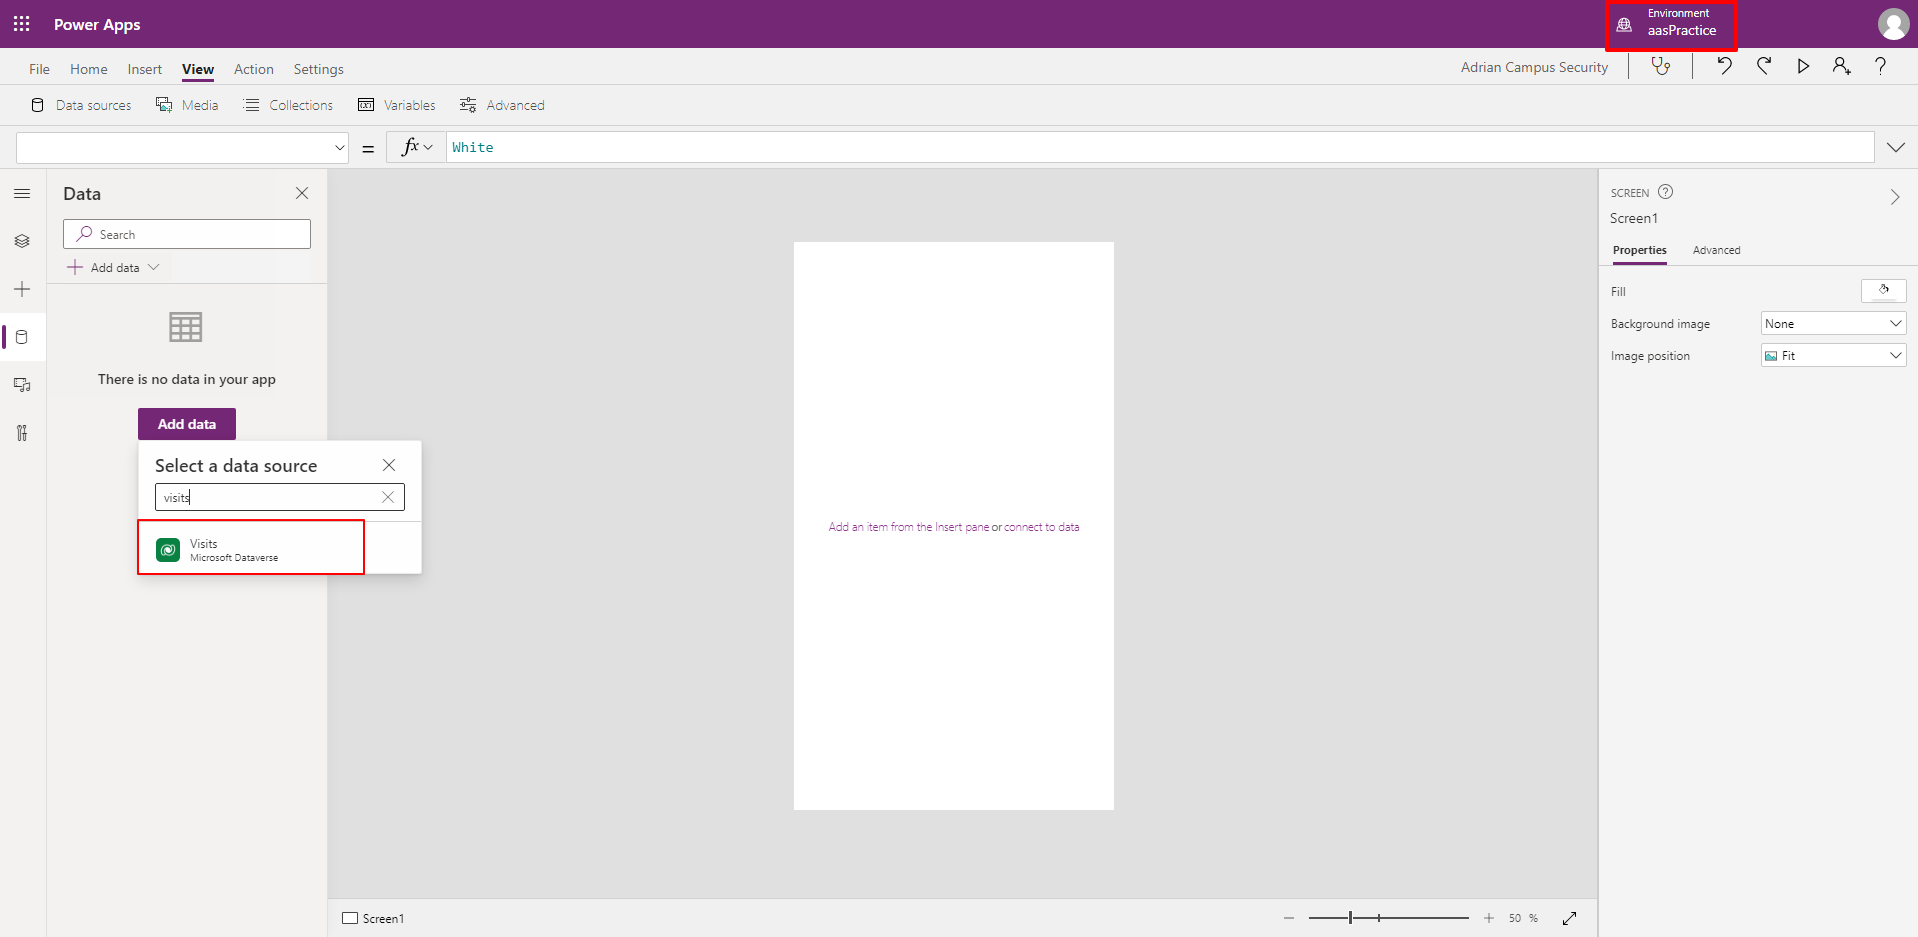 Power Apps
Environment
aasPractice
File Home Insert View Action Settings
Adrian Campus Security
Data sources Media Collections Variables Advanced
= fx White
Data
Search
Add data
There is no data in your app
Add data
Select a data source
visits
Visits
Microsoft Dataverse
Add an item from the Insert pane or connect to data
SCREEN
Screen1
Properties Advanced
Fill
Background image None
Image position Fit
Screen1
50 %